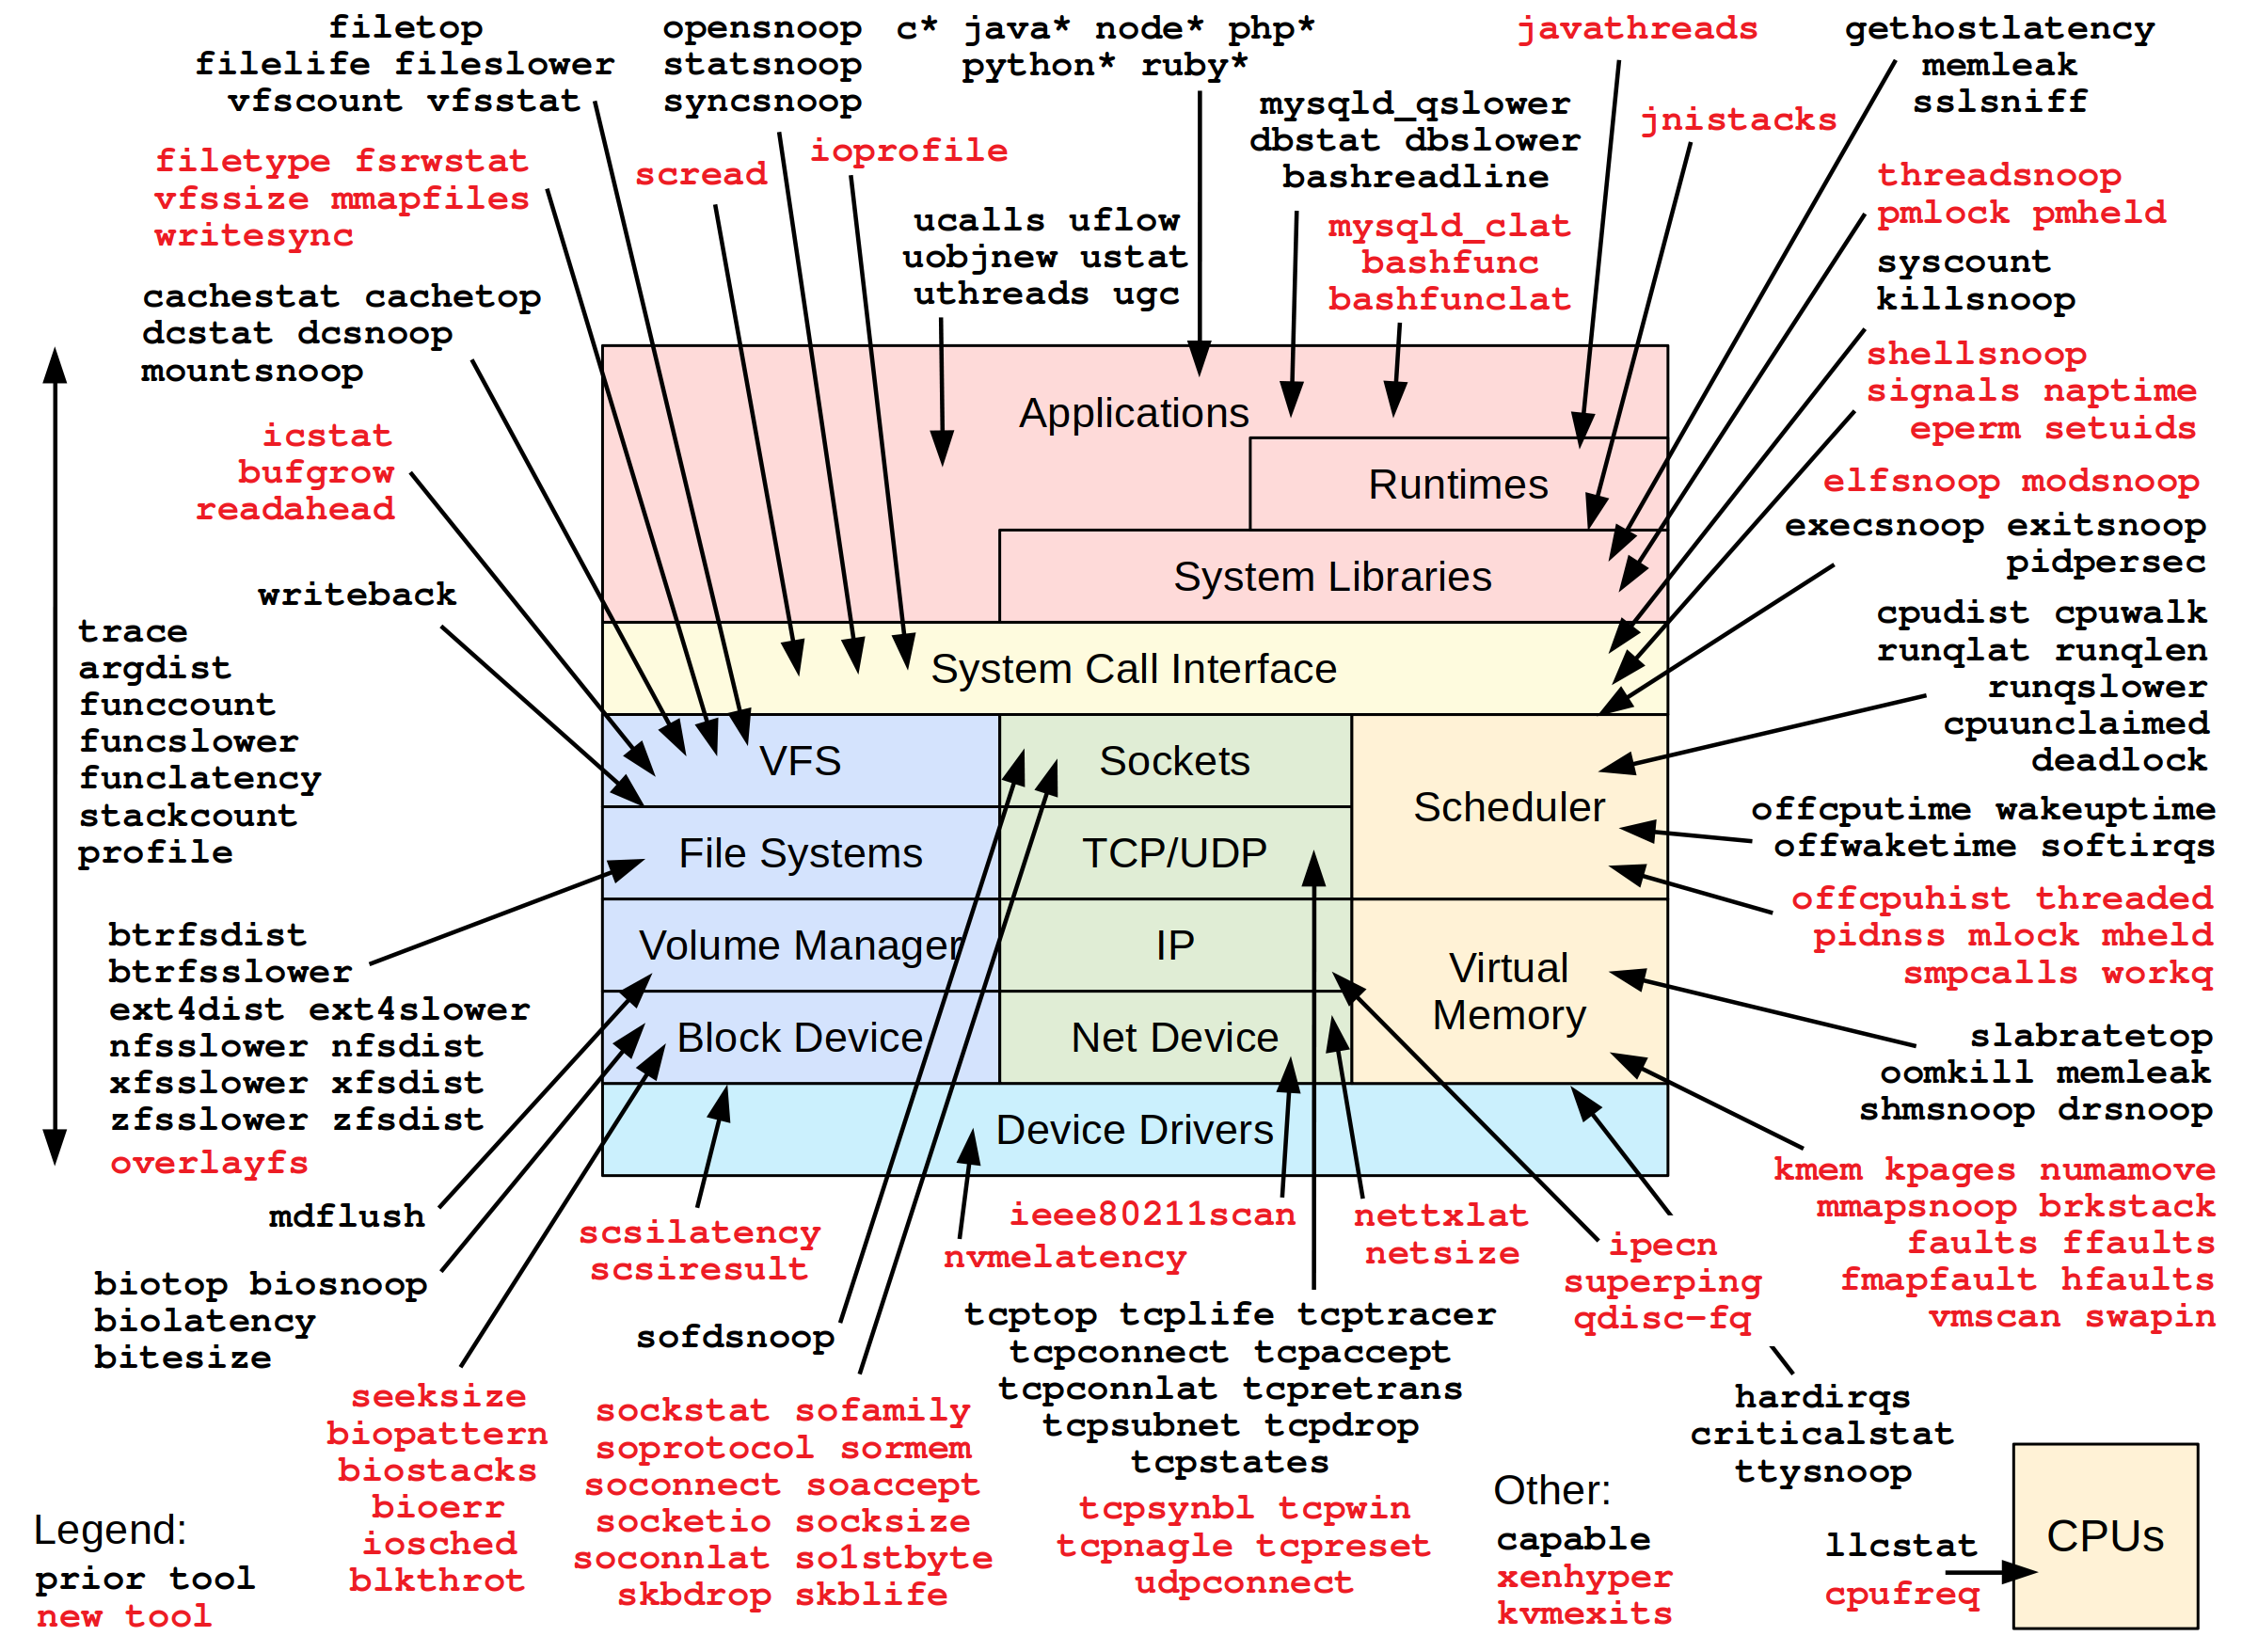 filetop
filelife fileslower
vfscount vfsstat
opensnoop
statsnoop
syncsnoop
c* java* node* php*
python* ruby*
javathreads
gethostlatency
memleak
sslsniff
filetype fsrwstat
vfssize mmapfiles
writesync
scread
ioprofile
mysqld_qslower
dbstat dbslower
bashreadline
jnistacks
ucalls uflow
uobjnew ustat
uthreads ugc
mysqld_clat
bashfunc
bashfunclat
threadsnoop
pmlock pmheld
syscount
killsnoop
cachestat cachetop
dcstat dcsnoop
mountsnoop
shellsnoop
signals naptime
eperm setuids
icstat
bufgrow
readahead
elfsnoop modsnoop
execsnoop exitsnoop
pidpersec
writeback
trace
argdist
funccount
funcslower
funclatency
stackcount
profile
Applications
Runtimes
System Libraries
System Call Interface
VFS
Sockets
Scheduler
File Systems
TCP/UDP
Volume Manager
IP
Virtual
Memory
Block Device
Net Device
Device Drivers
cpudist cpuwalk
runqlat runqlen
runqslower
cpuunclaimed
deadlock
offcputime wakeuptime
offwaketime softirqs
offcpuhist threaded
pidnss mlock mheld
smpcalls workq
slabratetop
oomkill memleak
shmsnoop drsnoop
kmem kpages numamove
mmapsnoop brkstack
faults ffaults
fmapfault hfaults
vmscan swapin
btrfsdist
btrfsslower
ext4dist ext4slower
nfsslower nfsdist
xfsslower xfsdist
zfsslower zfsdist
overlayfs
mdflush
biotop biosnoop
biolatency
bitesize
scsilatency
scsiresult
nvmelatency
ieee80211scan
nettxlat
netsize
ipecn
superping
qdisc-fq
sofdsnoop
seeksize
biopattern
biostacks
bioerr
iosched
blkthrot
sockstat sofamily
soprotocol sormem
soconnect soaccept
socketio socksize
soconnlat so1stbyte
skbdrop skblife
tcptop tcplife tcptracer
tcpconnect tcpaccept
tcpconnlat tcpretrans
tcpsubnet tcpdrop
tcpstates
tcpsynbl tcpwin
tcpnagle tcpreset
udpconnect
hardirqs
criticalstat
ttysnoop
Other:
capable
xenhyper
kvmexits
llcstat
cpufreq
CPUs
Legend:
prior tool
new tool